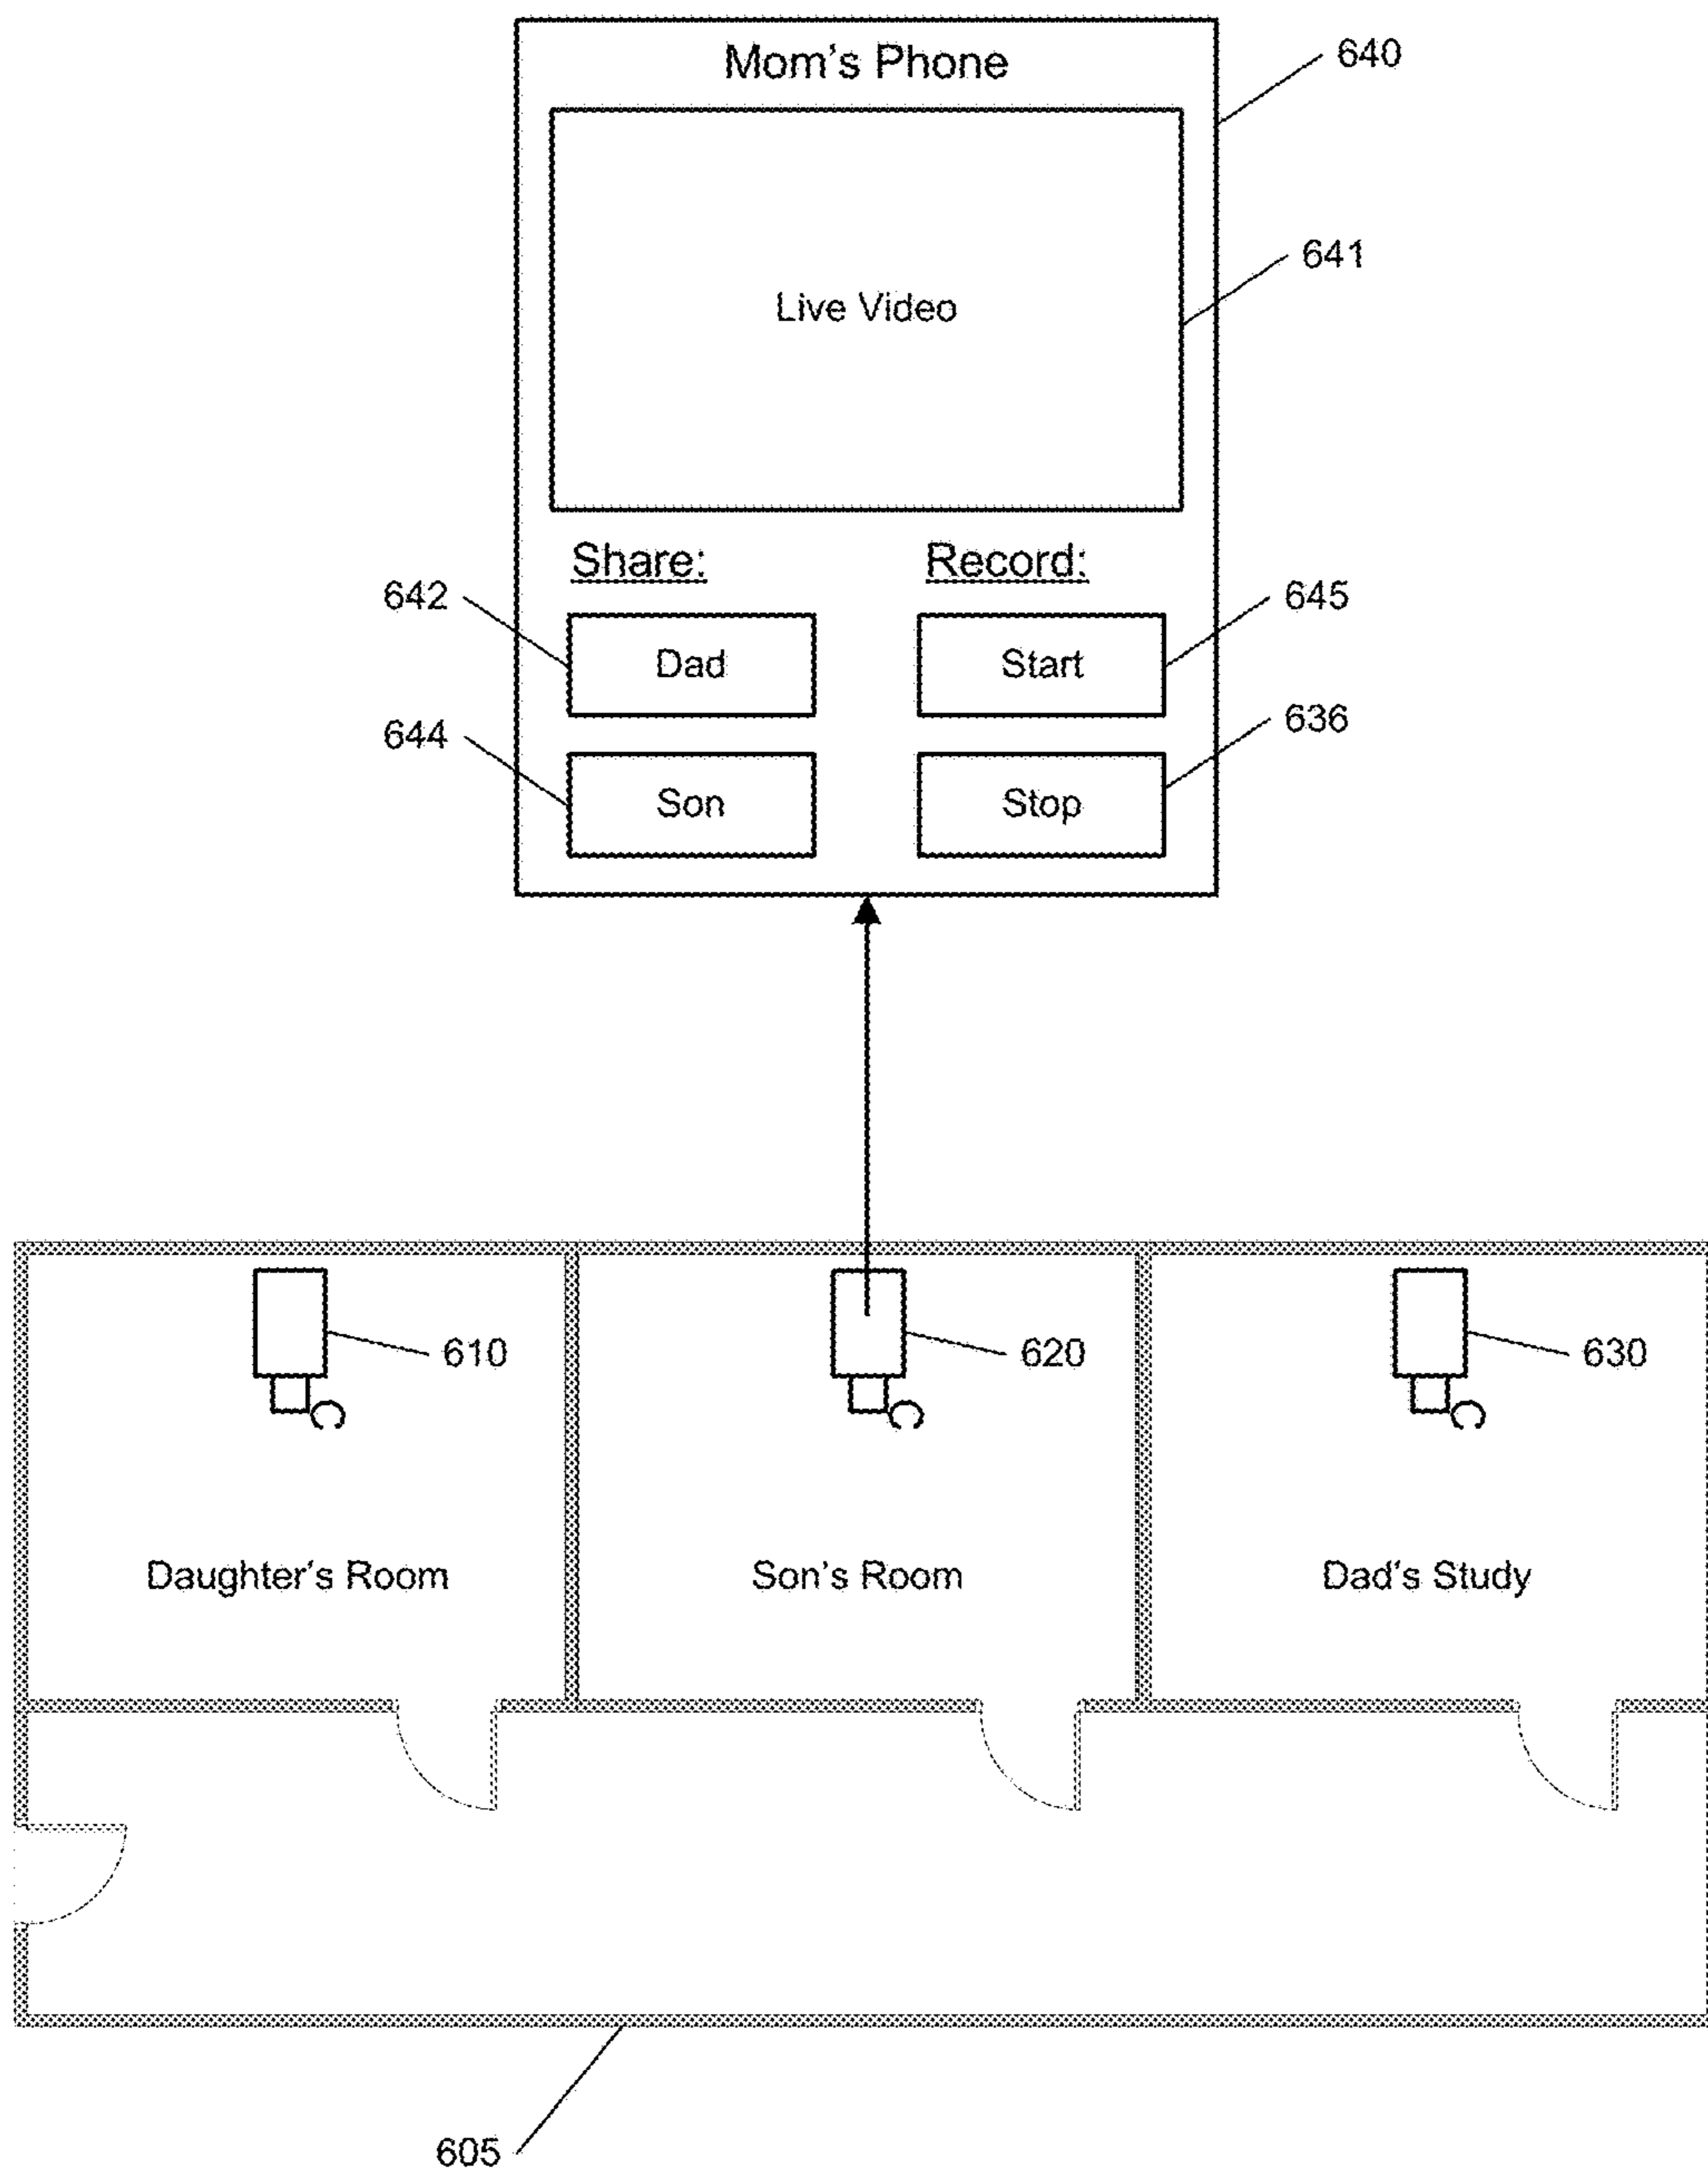 Mom's Phone
640
Live Video
641
Share:
Record:
642
Dad
Start
645
644
Son
Stop
636
610
620
630
Daughter's Room
Son's Room
Dad's Study
605